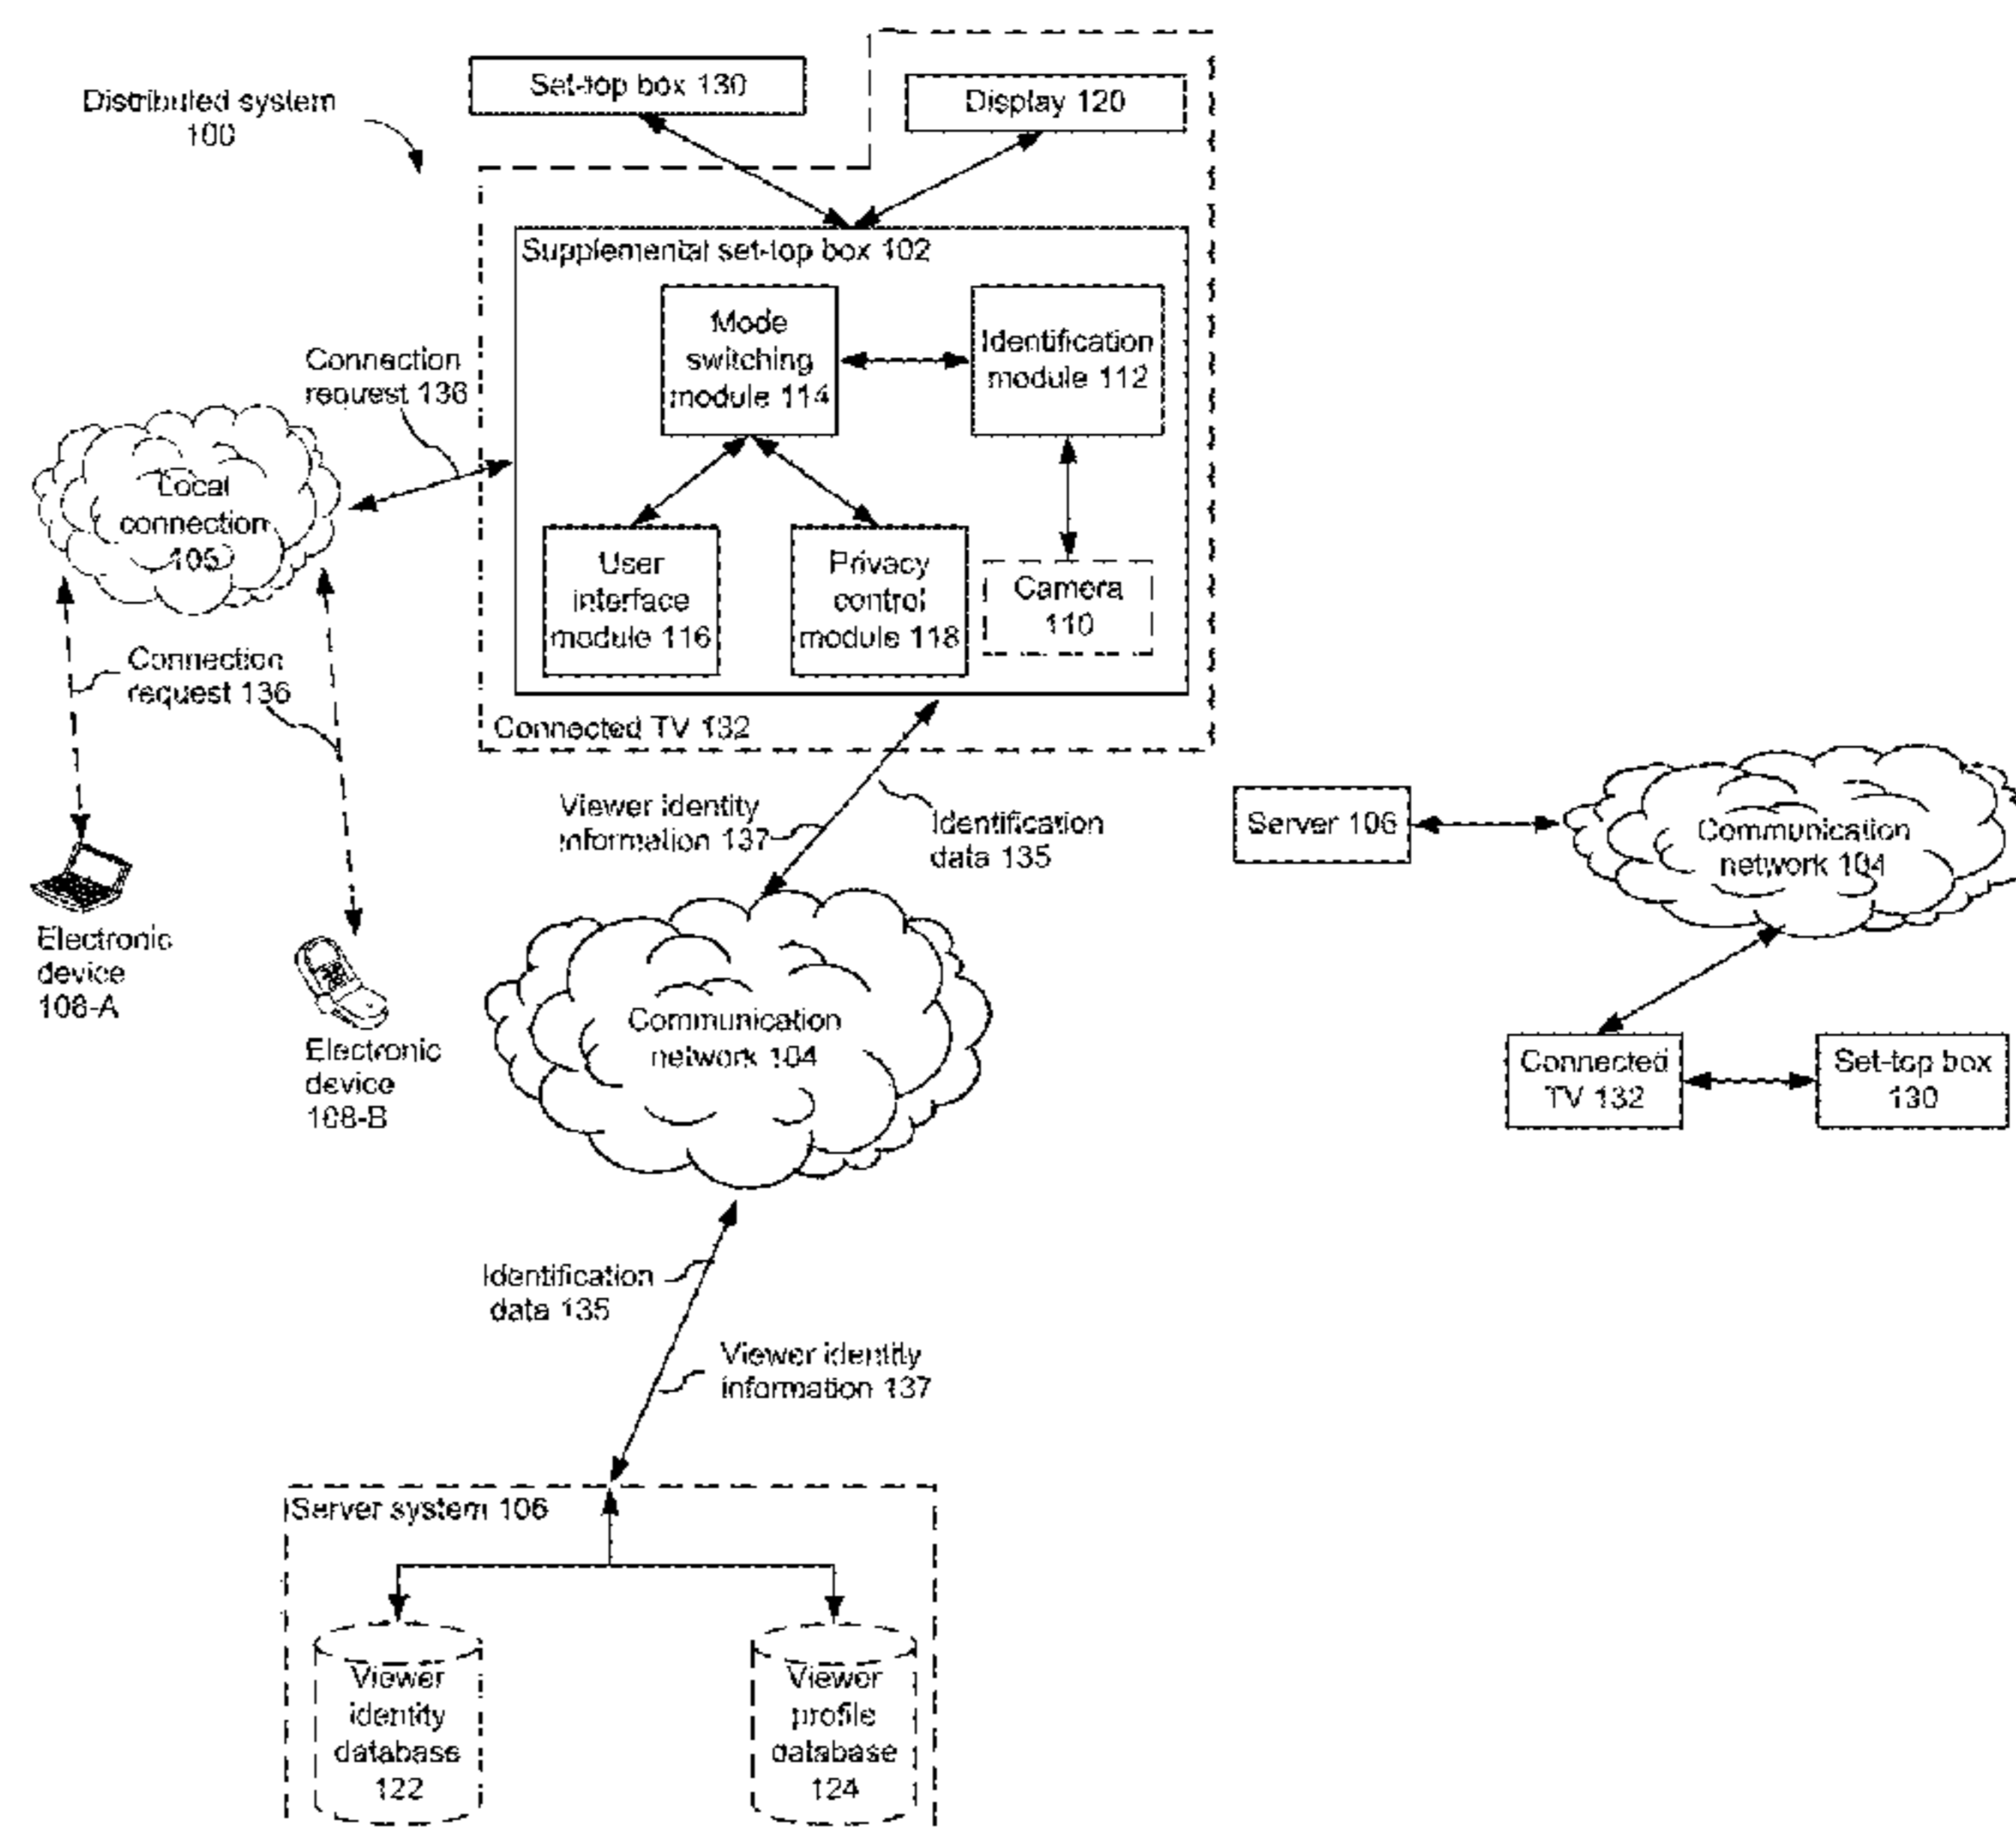 Distributed system
100
Set-top box 130
Display 120
Supplemental set-top box 102
Mode
switching
module 114
Identification
module 112
User
interface
module 116
Privacy
control
module 118
Camera
110
Connected TV 132
Connection
request 136
Local
connection
105
Connection
request 136
Electronic
device
108-A
Electronic
device
108-B
Viewer identity
information 137
Identification
data 135
Communication
network 104
Identification
data 135
Viewer identity
information 137
Server system 106
Viewer
identity
database
122
Viewer
profile
database
124
Server 106
Communication
network 104
Connected
TV 132
Set-top box
130